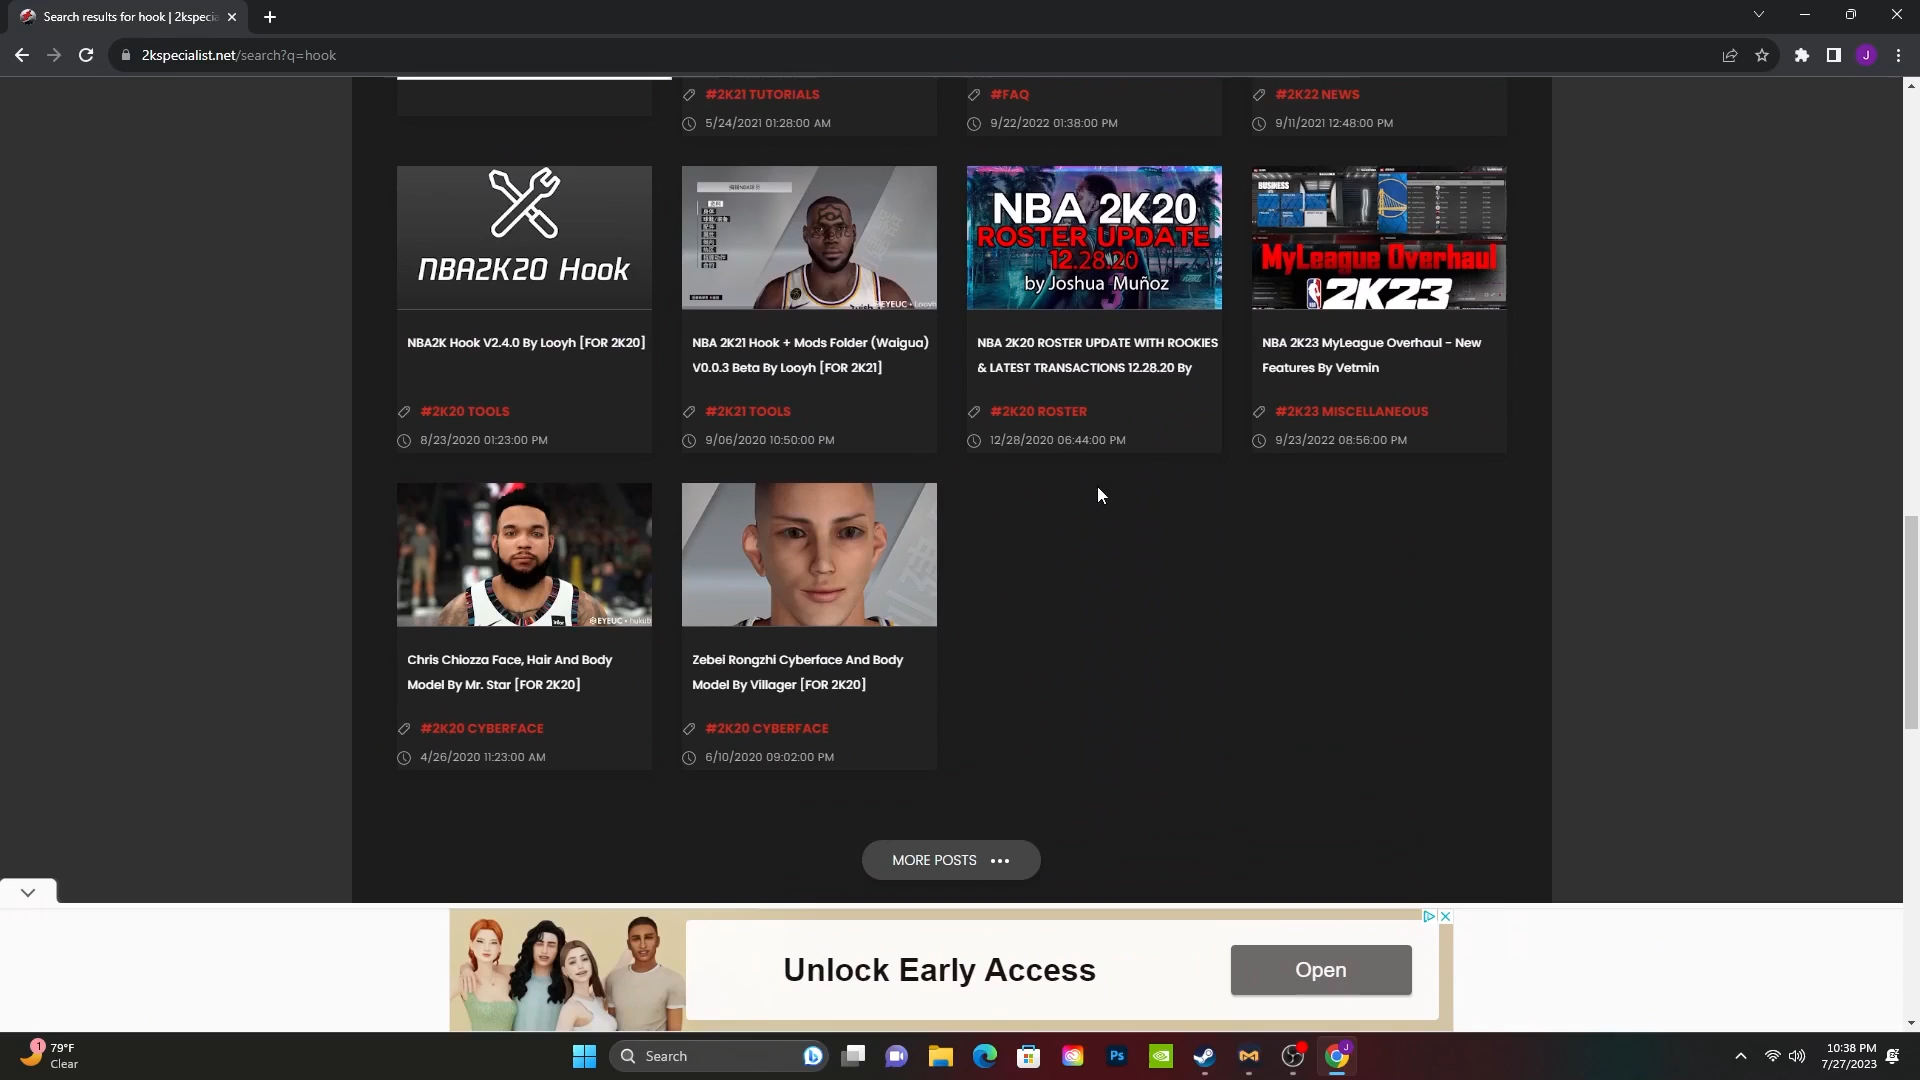 Search results for hook | 2kspecia
2kspecialist.net/search?q=hook
J
#2K21 TUTORIALS
5/24/2021 01:28:00 AM
#FAQ
9/22/2022 01:38:00 PM
#2K22 NEWS
9/11/2021 12:48:00 PM
NBA2K20 Hook
NBA2K Hook V2.4.0 By Looyh [FOR 2K20]
#2K20 TOOLS
8/23/2020 01:23:00 PM
EYEUC • Looyh
NBA 2K21 Hook + Mods Folder (Waigua)
V0.0.3 Beta By Looyh [FOR 2K21]
#2K21 TOOLS
9/06/2020 10:50:00 PM
NBA 2K20
ROSTER UPDATE
12.28.20
by Joshua Muñoz
NBA 2K20 ROSTER UPDATE WITH ROOKIES
& LATEST TRANSACTIONS 12.28.20 By
#2K20 ROSTER
12/28/2020 06:44:00 PM
BUSINESS
MyLeague Overhaul
2K23
NBA 2K23 MyLeague Overhaul - New
Features By Vetmin
#2K23 MISCELLANEOUS
9/23/2022 08:56:00 PM
EYEUC • hukub
Chris Chiozza Face, Hair And Body
Model By Mr. Star [FOR 2K20]
#2K20 CYBERFACE
4/26/2020 11:23:00 AM
Zebei Rongzhi Cyberface And Body
Model By Villager [FOR 2K20]
#2K20 CYBERFACE
6/10/2020 09:02:00 PM
MORE POSTS •••
Unlock Early Access
Open
1
79°F
Clear
Search
Ps
J
10:38 PM
7/27/2023